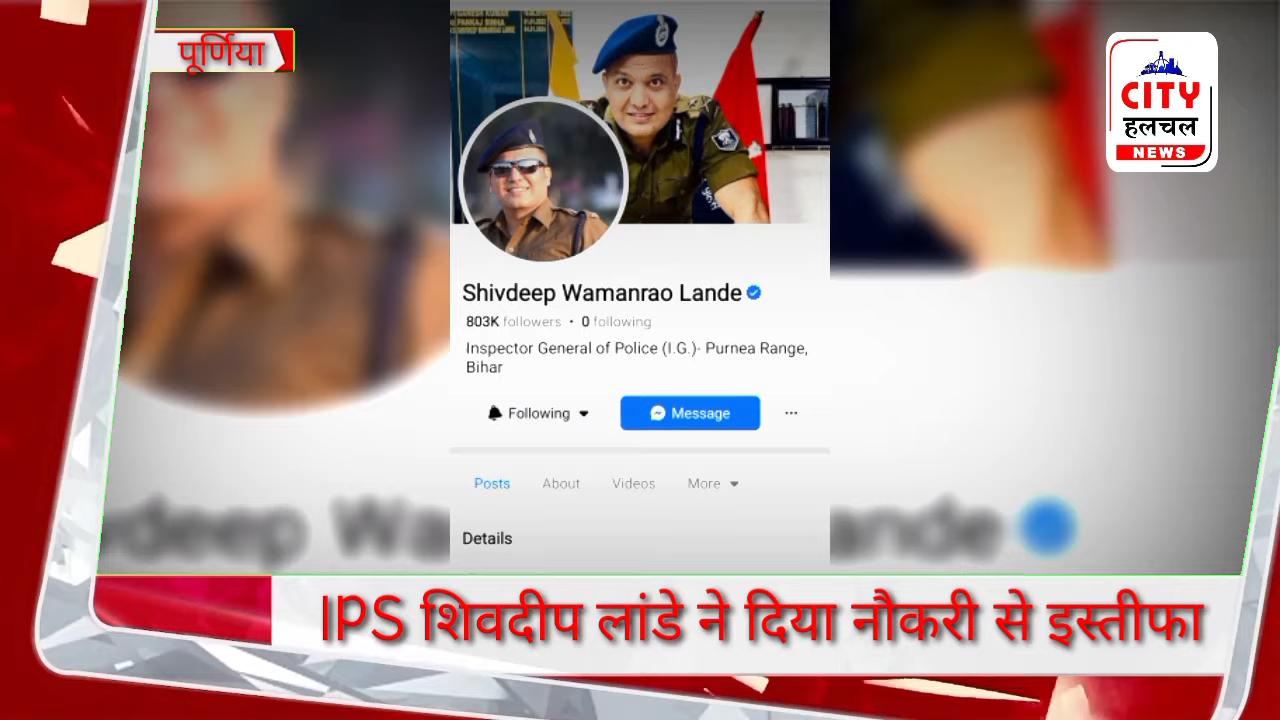 पूर्णिया
CITY
हलचल
NEWS
Shivdeep Wamanrao Lande
803K followers • 0 following
Inspector General of Police (I.G.)- Purnea Range,
Bihar
Following
Message
Posts About Videos More
Details
IPS शिवदीप लांडे ने दिया नौकरी से इस्तीफा